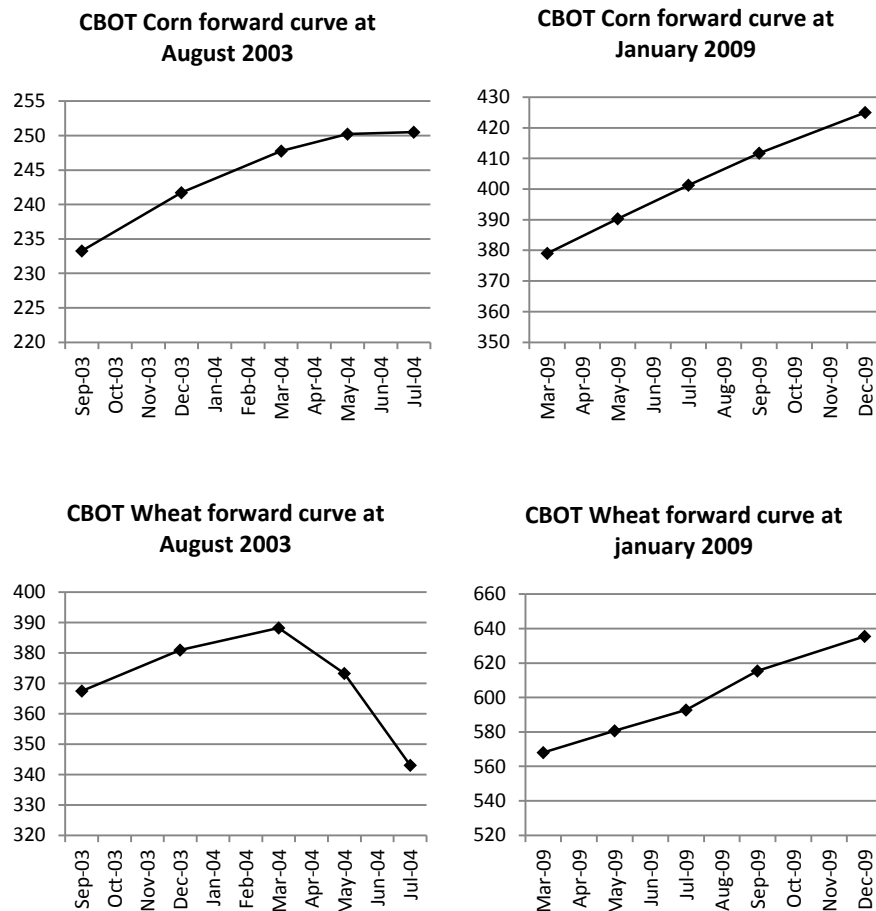 CBOT Corn forward curve at
August 2003
255
250
245
240
235
230
225
220
Sep-03
Oct-03
Nov-03
Dec-03
Jan-04
Feb-04
Mar-04
Apr-04
May-04
Jun-04
Jul-04
CBOT Corn forward curve at
January 2009
430
420
410
400
390
380
370
360
350
Mar-09
Apr-09
May-09
Jun-09
Jul-09
Aug-09
Sep-09
Oct-09
Nov-09
Dec-09
CBOT Wheat forward curve at
August 2003
400
390
380
370
360
350
340
330
320
Sep-03
Oct-03
Nov-03
Dec-03
Jan-04
Feb-04
Mar-04
Apr-04
May-04
Jun-04
Jul-04
CBOT Wheat forward curve at
january 2009
660
640
620
600
580
560
540
520
Mar-09
Apr-09
May-09
Jun-09
Jul-09
Aug-09
Sep-09
Oct-09
Nov-09
Dec-09